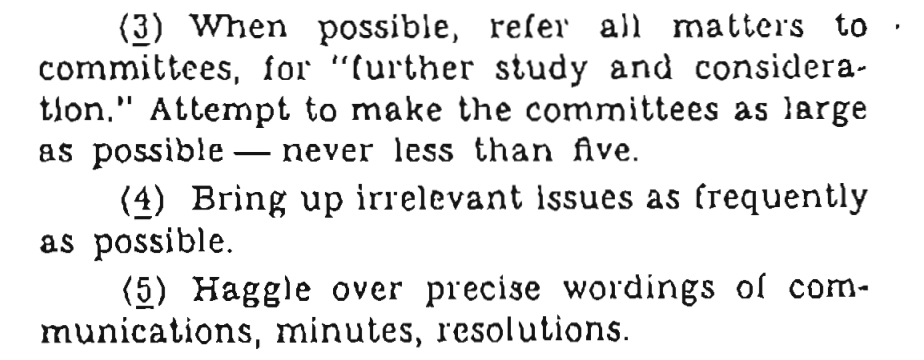 (3) When possible, refer all matters to
committees, for "further study and considera-
tion." Attempt to make the committees as large
as possible — never less than five.
(4) Bring up irrelevant issues as frequently
as possible.
(5) Haggle over precise wordings of com-
munications, minutes, resolutions.